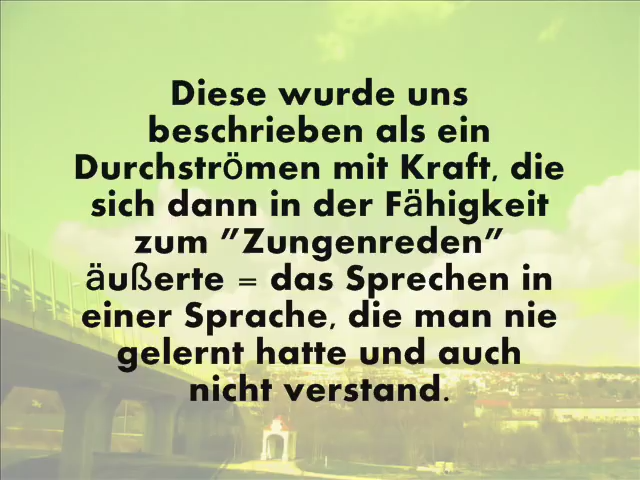 Diese wurde uns
beschrieben als ein
Durchströmen mit Kraft, die
sich dann in der Fähigkeit
zum "Zungenreden"
äußerte = das Sprechen in
einer Sprache, die man nie
gelernt hatte und auch
nicht verstand.